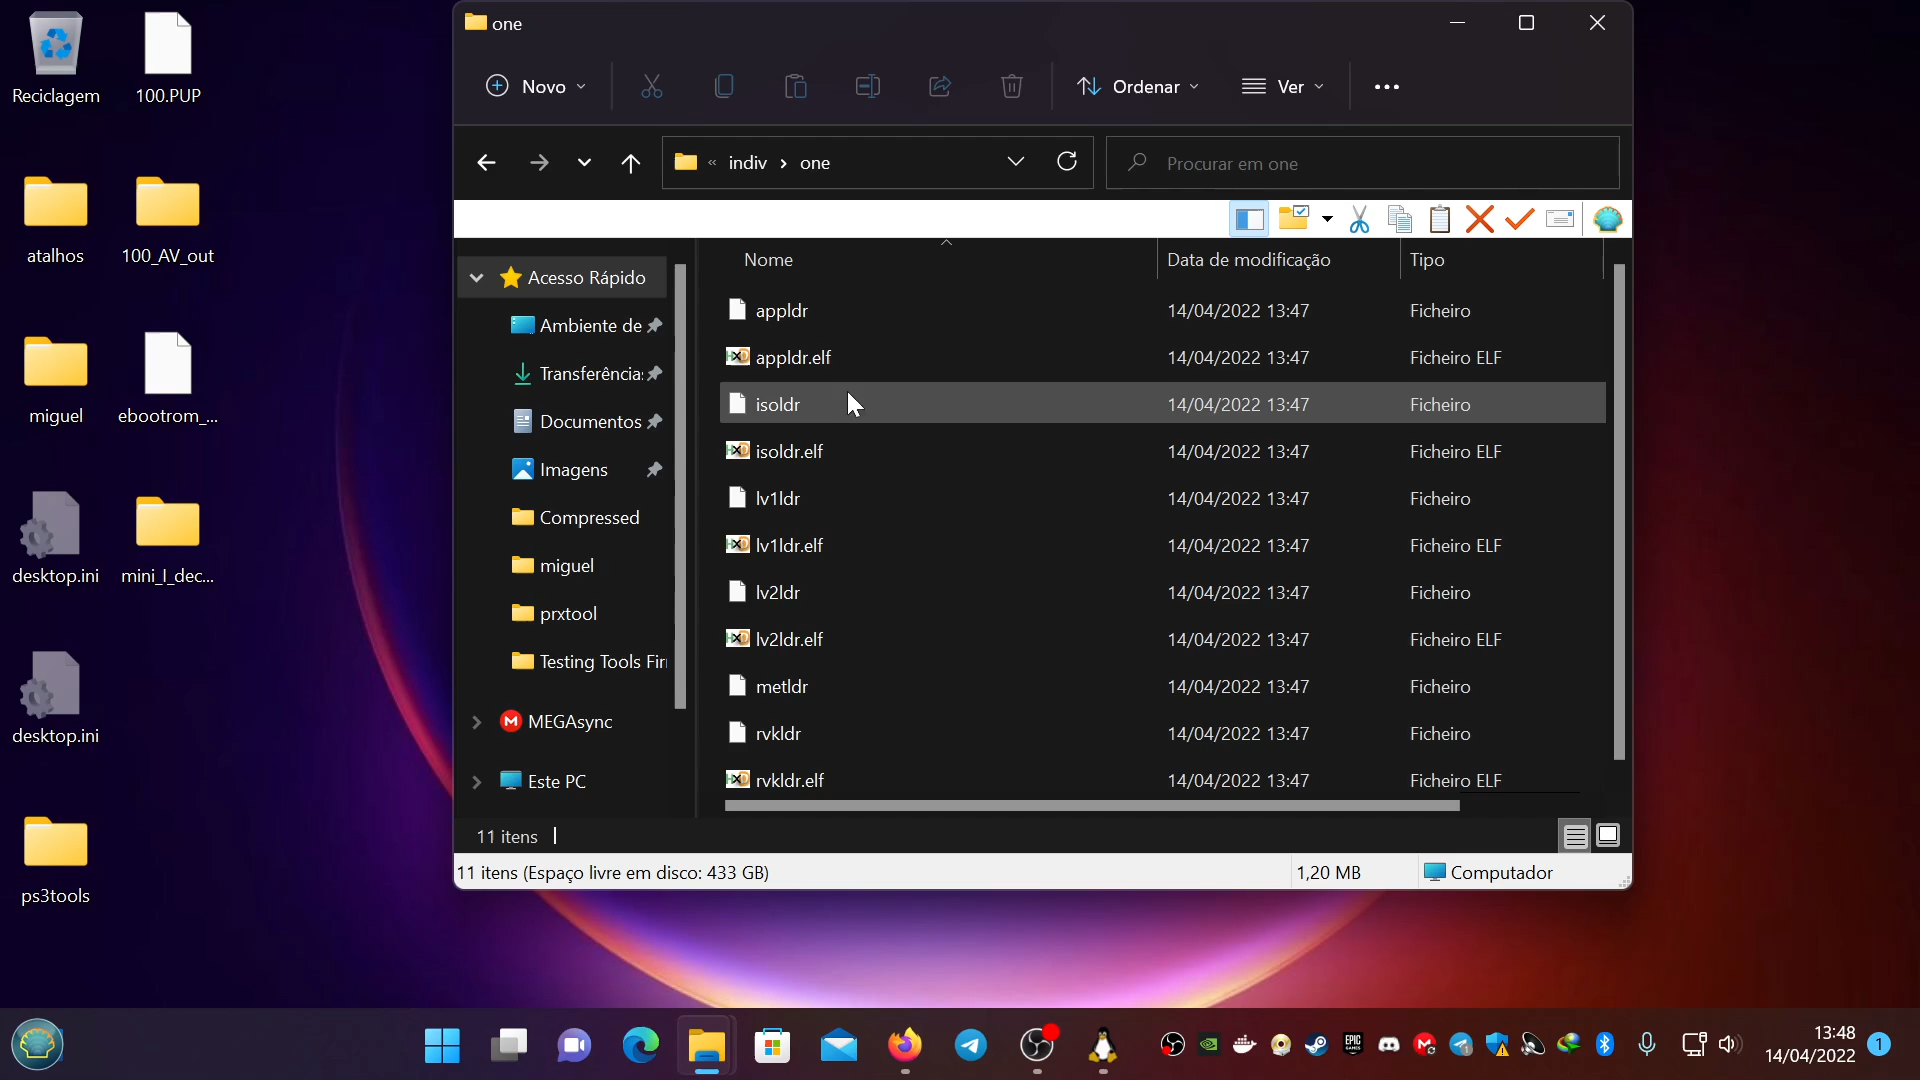 Reciclagem
100.PUP
atalhos
100_AV_out
miguel
ebootrom_...
desktop.ini
mini_I_dec...
desktop.ini
ps3tools
one
Novo
Ordenar
Ver
« indiv > one
Procurar em one
Nome
Data de modificação
Tipo
Acesso Rápido
Ambiente de
Transferência:
Documentos
Imagens
Compressed
miguel
prxtool
Testing Tools Fir
MEGAsync
Este PC
appldr 14/04/2022 13:47 Ficheiro
appldr.elf 14/04/2022 13:47 Ficheiro ELF
isoldr 14/04/2022 13:47 Ficheiro
isoldr.elf 14/04/2022 13:47 Ficheiro ELF
lv1ldr 14/04/2022 13:47 Ficheiro
lv1ldr.elf 14/04/2022 13:47 Ficheiro ELF
lv2ldr 14/04/2022 13:47 Ficheiro
lv2ldr.elf 14/04/2022 13:47 Ficheiro ELF
metldr 14/04/2022 13:47 Ficheiro
rvkldr 14/04/2022 13:47 Ficheiro
rvkldr.elf 14/04/2022 13:47 Ficheiro ELF
11 itens
11 itens (Espaço livre em disco: 433 GB)
1,20 MB
Computador
EPIC
GAMES
13:48
14/04/2022
1